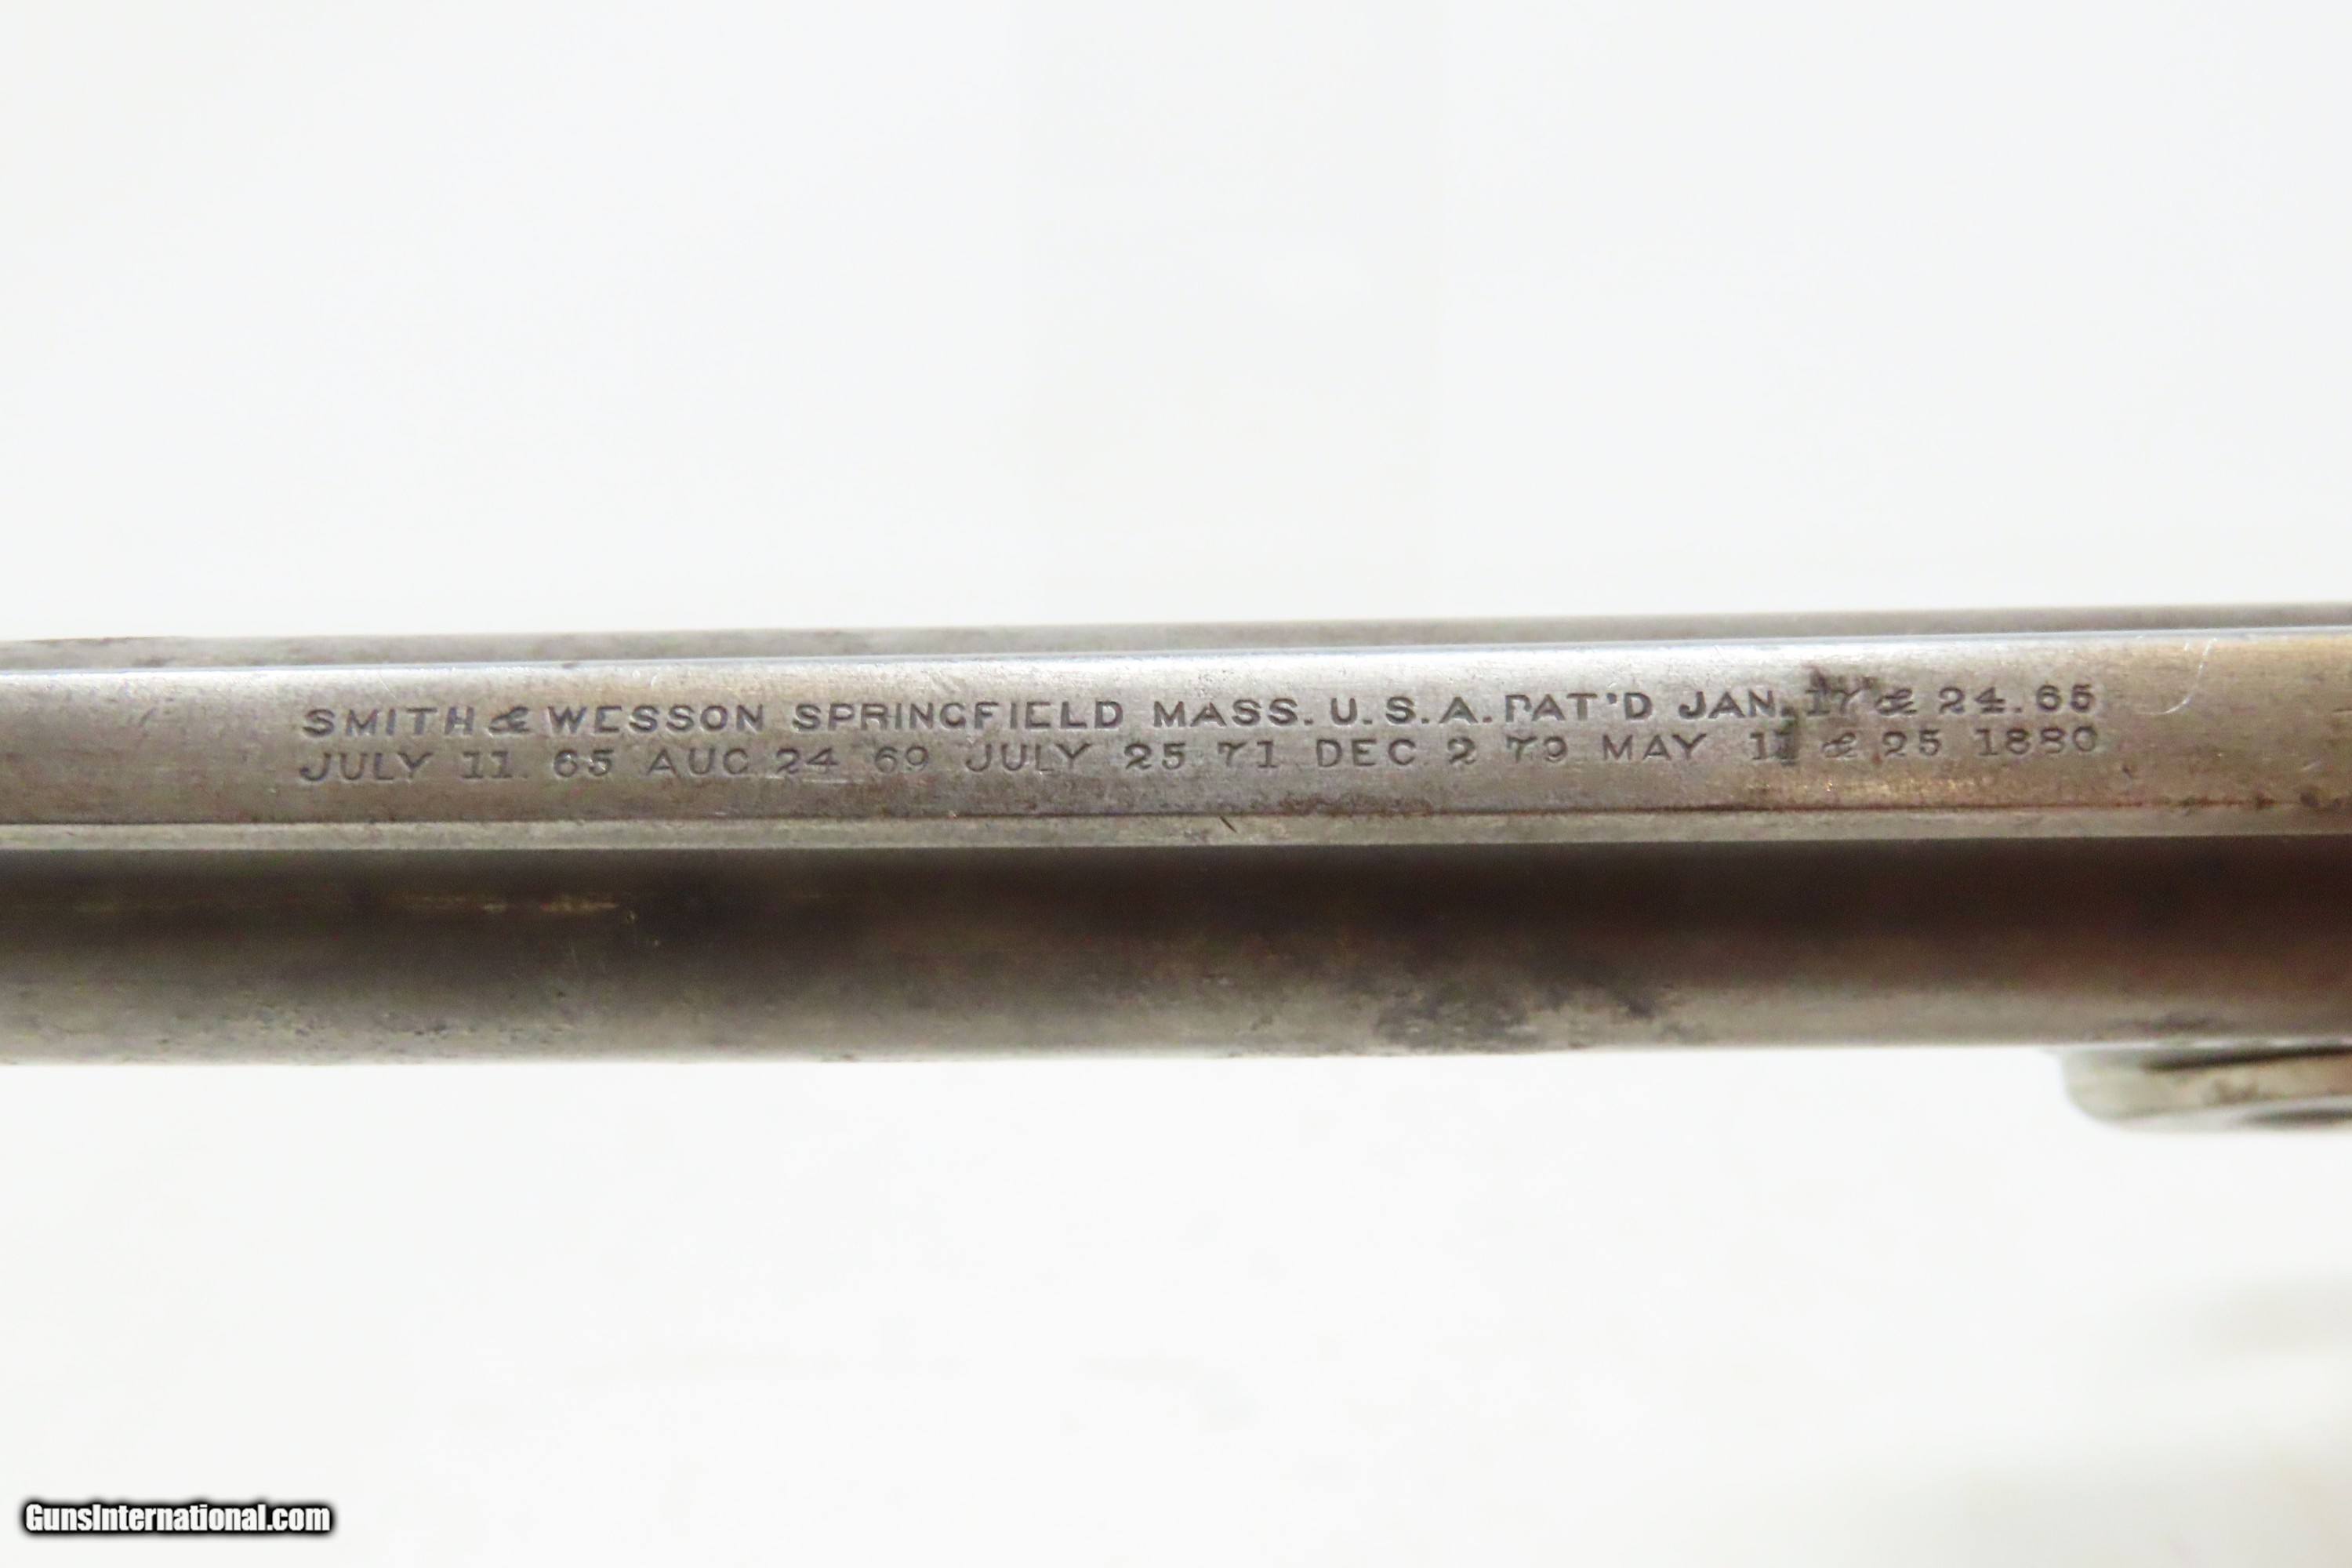 SMITH & WESSON SPRINGFIELD MASS. U.S.A. PAT'D JAN. 17 & 24. 65
JULY 11. 65 AUG 24 69 JULY 25 71 DEC 2 79 MAY 11 & 25 1880
GunsInternational.com